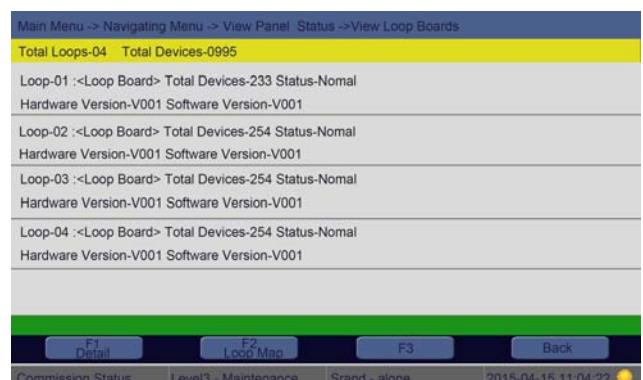 Main Menu -> Navigating Menu -> View Panel Status ->View Loop Boards
Total Loops-04 Total Devices-0995
Loop-01 :<Loop Board> Total Devices-233 Status-Nomal
Hardware Version-V001 Software Version-V001
Loop-02 :<Loop Board> Total Devices-254 Status-Nomal
Hardware Version-V001 Software Version-V001
Loop-03 :<Loop Board> Total Devices-254 Status-Nomal
Hardware Version-V001 Software Version-V001
Loop-04 :<Loop Board> Total Devices-254 Status-Nomal
Hardware Version-V001 Software Version-V001
F1 F2 F3 Back
Detail Loop Map
Commission Status Level3 - Maintenance Srand - alone 2015-04-15 11:04:22